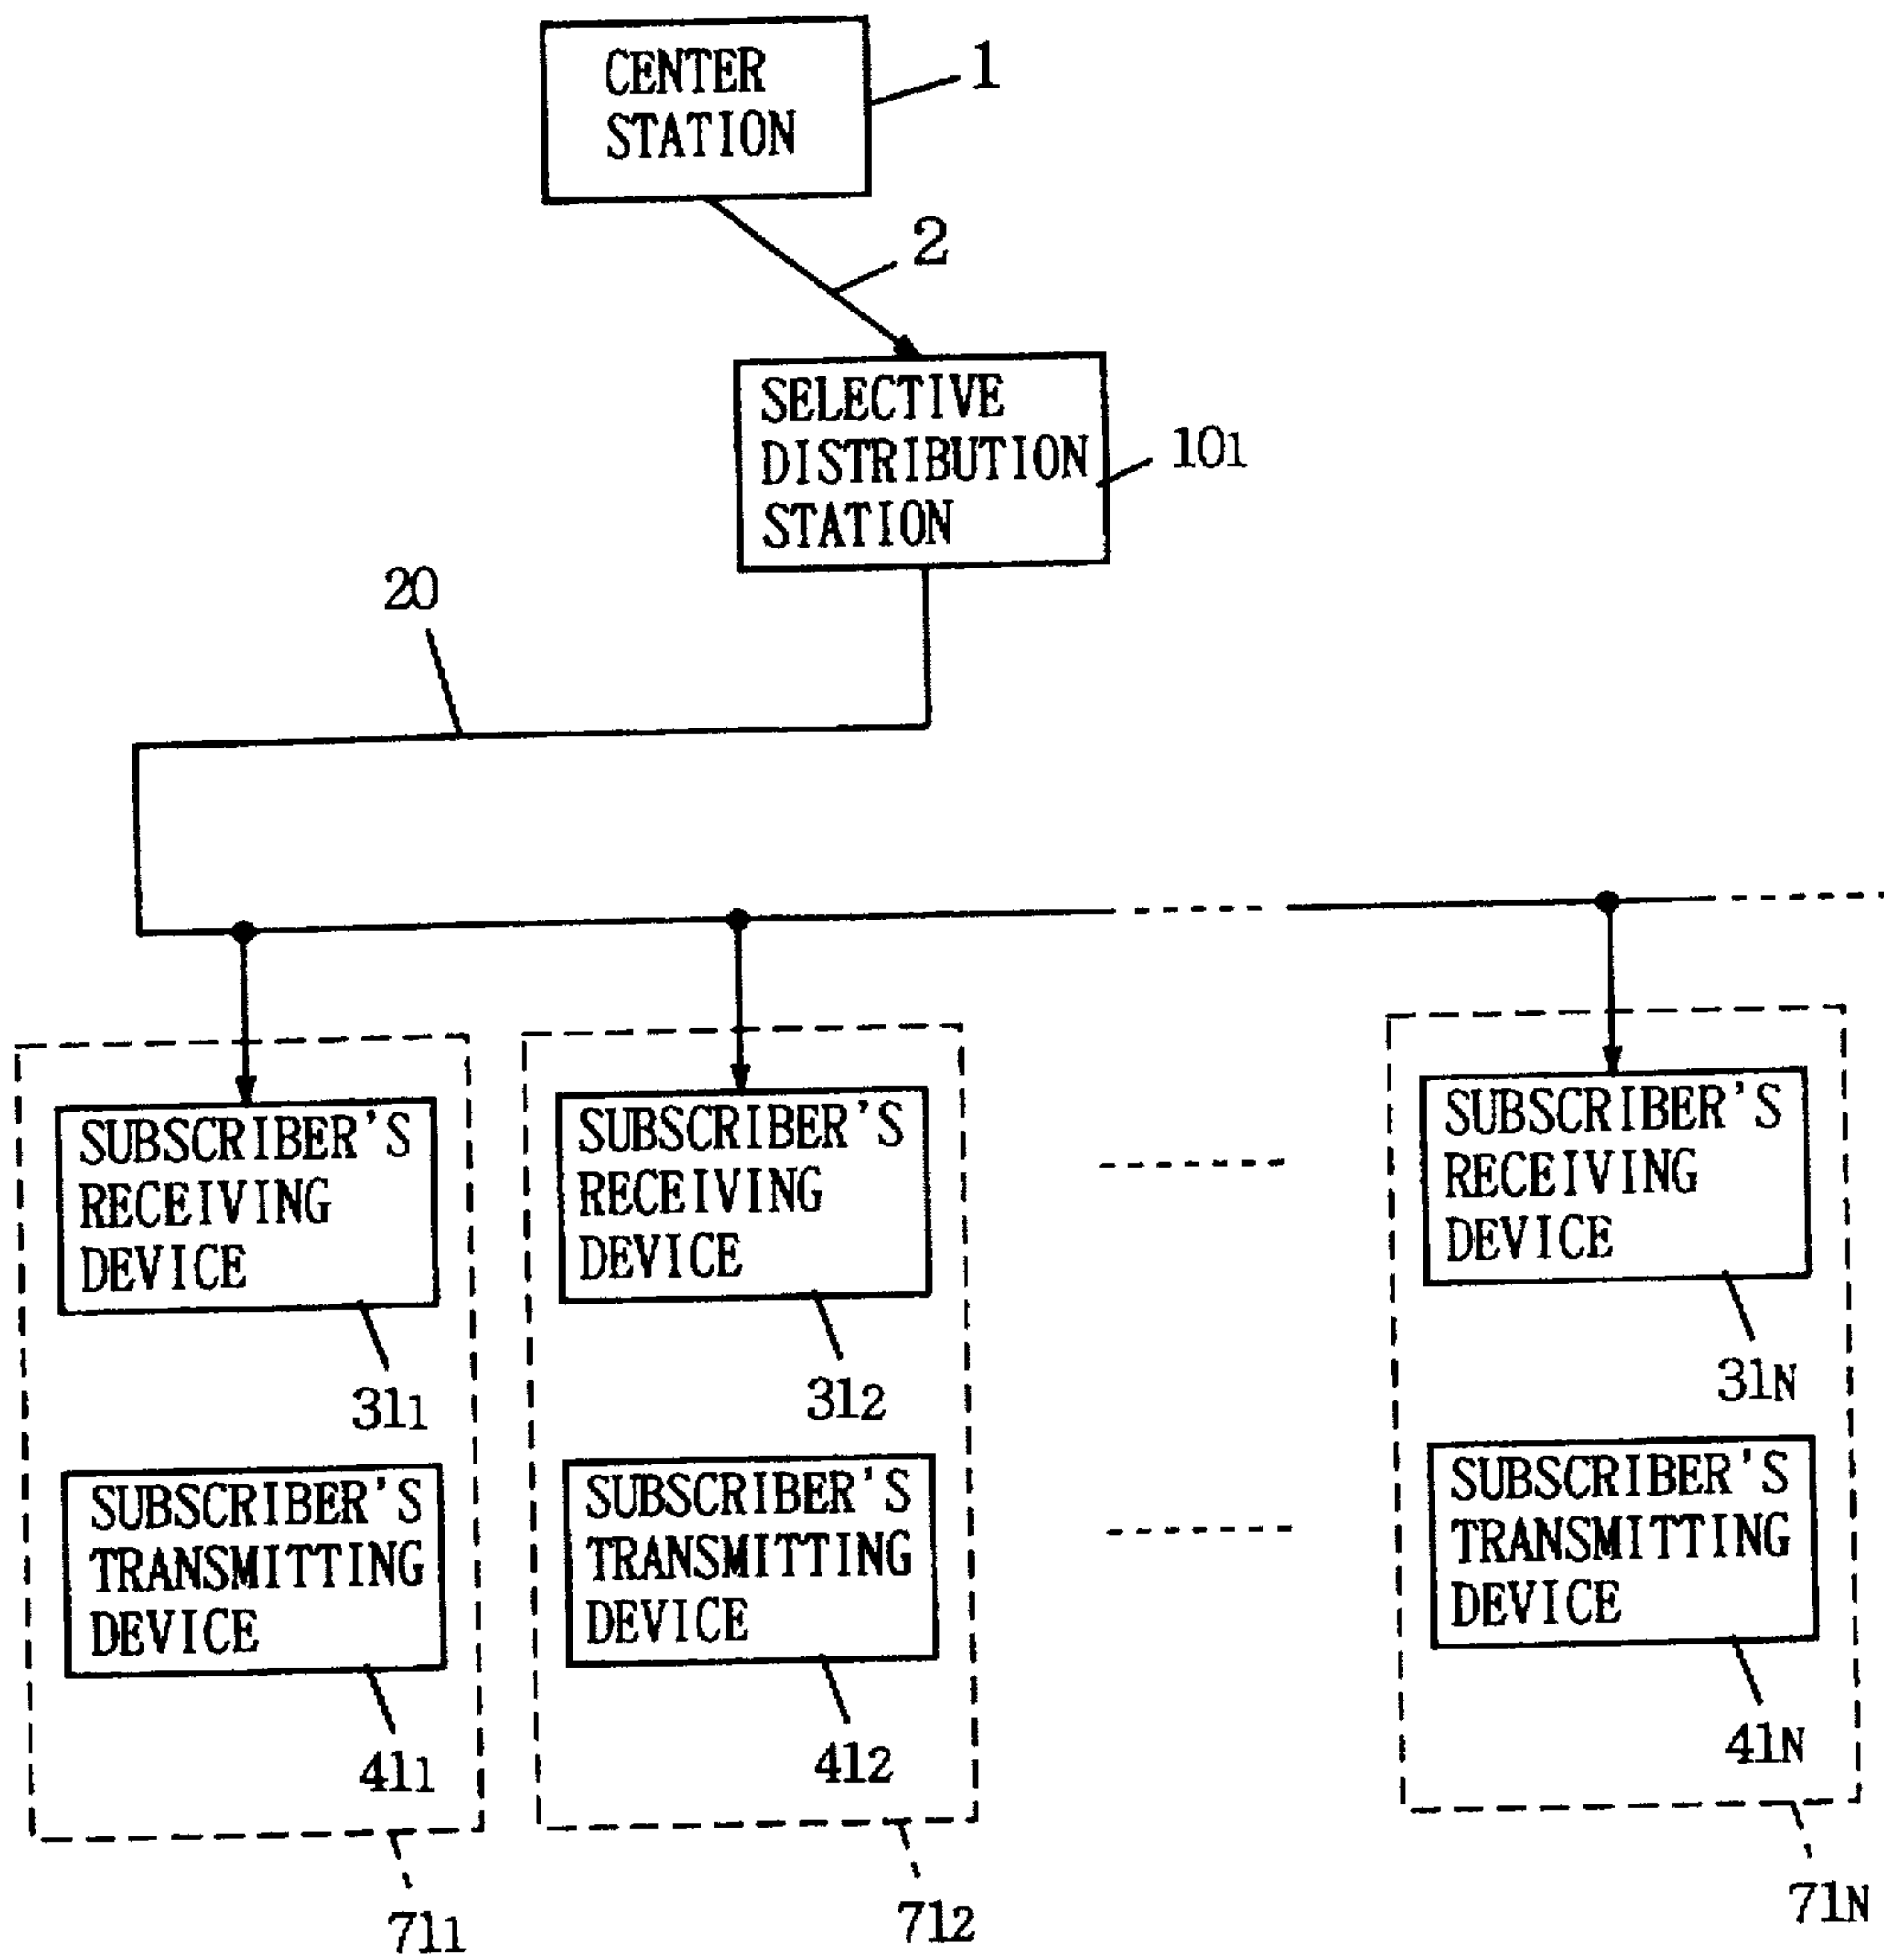 CENTER
STATION
1
2
SELECTIVE
DISTRIBUTION
STATION
10₁
20
SUBSCRIBER'S
RECEIVING
DEVICE
31₁
SUBSCRIBER'S
RECEIVING
DEVICE
31₂
SUBSCRIBER'S
RECEIVING
DEVICE
31N
SUBSCRIBER'S
TRANSMITTING
DEVICE
41₁
SUBSCRIBER'S
TRANSMITTING
DEVICE
41₂
SUBSCRIBER'S
TRANSMITTING
DEVICE
41N
71₁
71₂
71N